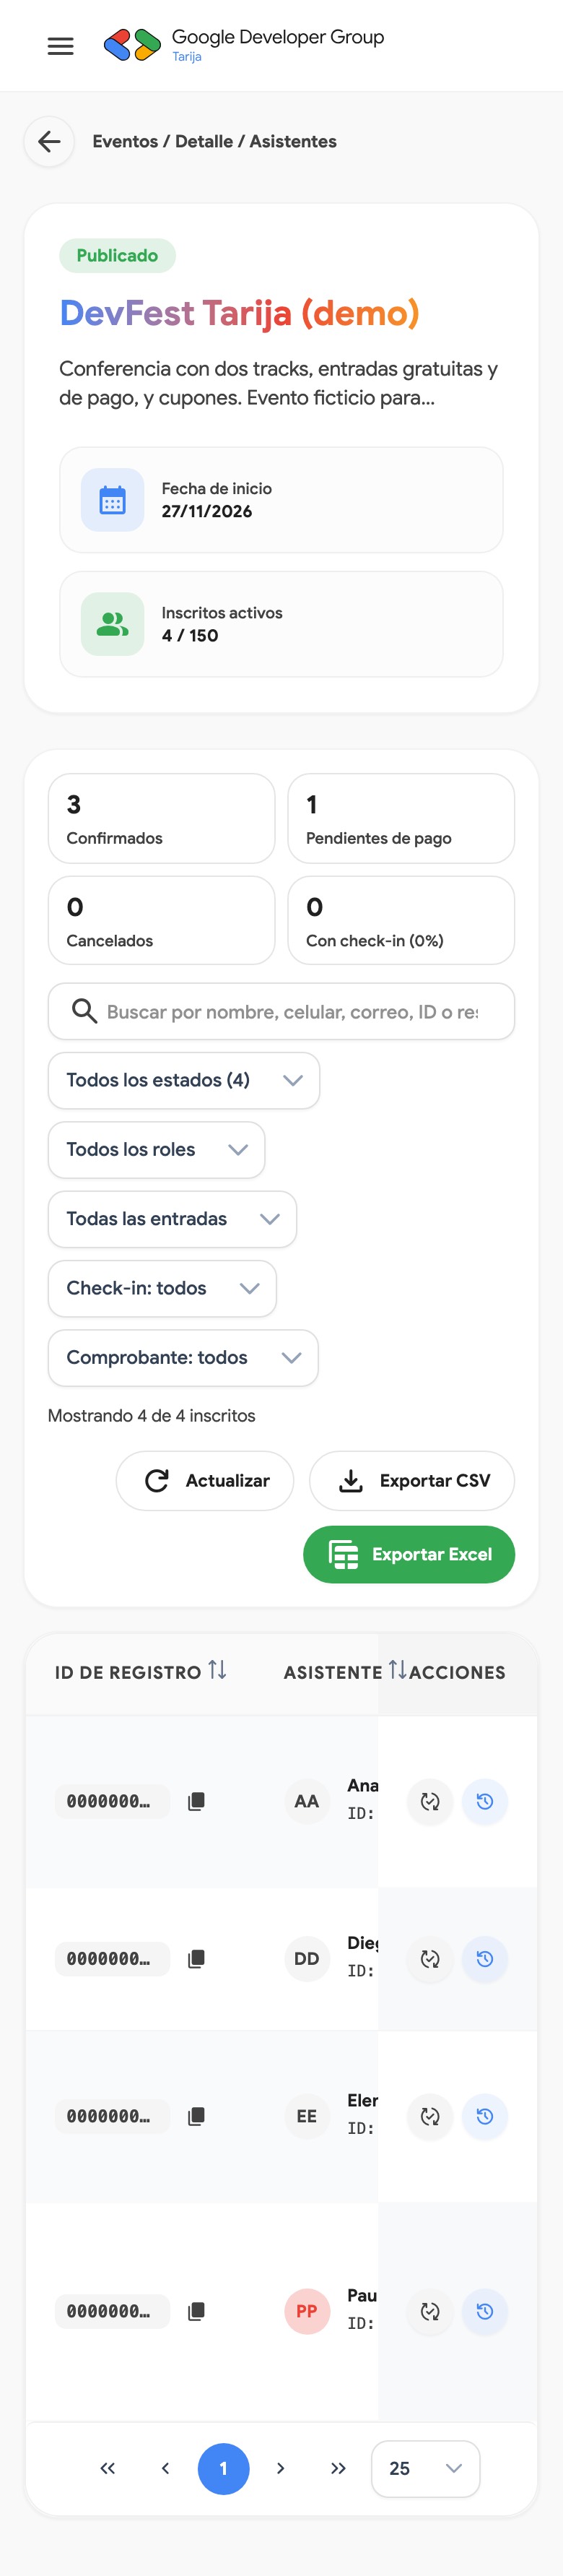 Google Developer Group
Tarija
Eventos / Detalle / Asistentes
Publicado
DevFest Tarija (demo)
Conferencia con dos tracks, entradas gratuitas y
de pago, y cupones. Evento ficticio para...
Fecha de inicio
27/11/2026
Inscritos activos
4 / 150
3
Confirmados
1
Pendientes de pago
0
Cancelados
0
Con check-in (0%)
Buscar por nombre, celular, correo, ID o res
Todos los estados (4)
Todos los roles
Todas las entradas
Check-in: todos
Comprobante: todos
Mostrando 4 de 4 inscritos
Actualizar
Exportar CSV
Exportar Excel
ID DE REGISTRO
ASISTENTE
ACCIONES
0000000...
AA
Ana
ID:
0000000...
DD
Dieg
ID:
0000000...
EE
Eler
ID:
0000000...
PP
Pau
ID:
« ‹ 1 › » 25